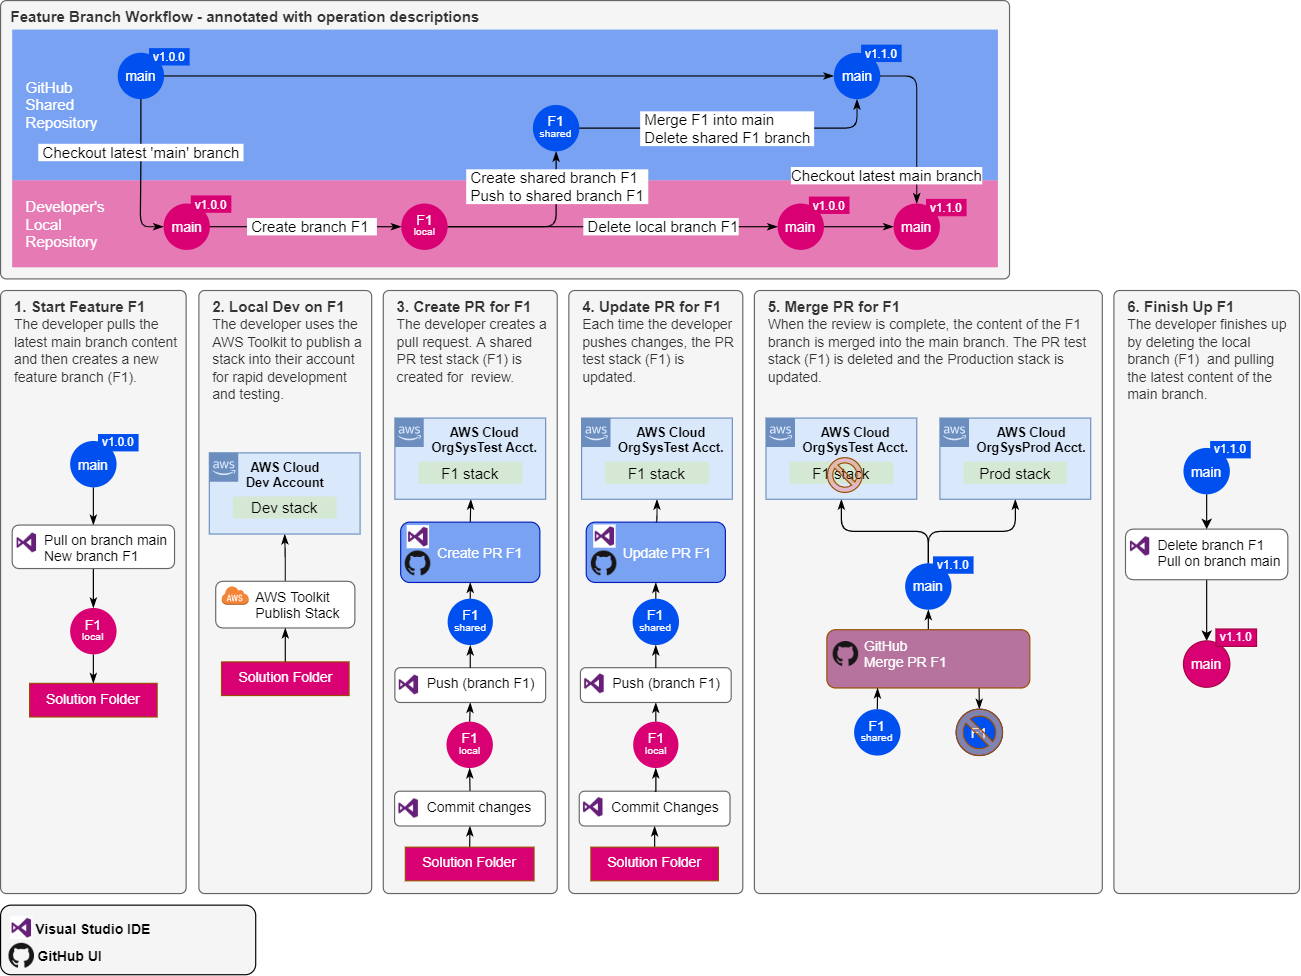 Feature Branch Workflow - annotated with operation descriptions
v1.0.0
main
v1.1.0
main
GitHub
Shared
Repository
F1
shared
Merge F1 into main
Delete shared F1 branch
Checkout latest 'main' branch
Create shared branch F1
Push to shared branch F1
Checkout latest main branch
Developer's
Local
Repository
v1.0.0
main
Create branch F1
F1
local
Delete local branch F1
v1.0.0
main
v1.1.0
main
1. Start Feature F1
The developer pulls the
latest main branch content
and then creates a new
feature branch (F1).
v1.0.0
main
Pull on branch main
New branch F1
F1
local
Solution Folder
2. Local Dev on F1
The developer uses the
AWS Toolkit to publish a
stack into their account
for rapid development
and testing.
aws
AWS Cloud
Dev Account
Dev stack
AWS
AWS Toolkit
Publish Stack
Solution Folder
3. Create PR for F1
The developer creates a
pull request. A shared
PR test stack (F1) is
created for  review.
aws
AWS Cloud
OrgSysTest Acct.
F1 stack
Create PR F1
F1
shared
Push (branch F1)
F1
local
Commit changes
Solution Folder
4. Update PR for F1
Each time the developer
pushes changes, the PR
test stack (F1) is
updated.
aws
AWS Cloud
OrgSysTest Acct.
F1 stack
Update PR F1
F1
shared
Push (branch F1)
F1
local
Commit Changes
Solution Folder
5. Merge PR for F1
When the review is complete, the content of the F1
branch is merged into the main branch. The PR test
stack (F1) is deleted and the Production stack is
updated.
aws
AWS Cloud
OrgSysTest Acct.
F1 stack
aws
AWS Cloud
OrgSysProd Acct.
Prod stack
v1.1.0
main
GitHub
Merge PR F1
F1
shared
F1
6. Finish Up F1
The developer finishes up
by deleting the local
branch (F1)  and pulling
the latest content of the
main branch.
v1.1.0
main
Delete branch F1
Pull on branch main
v1.1.0
main
Visual Studio IDE
GitHub UI